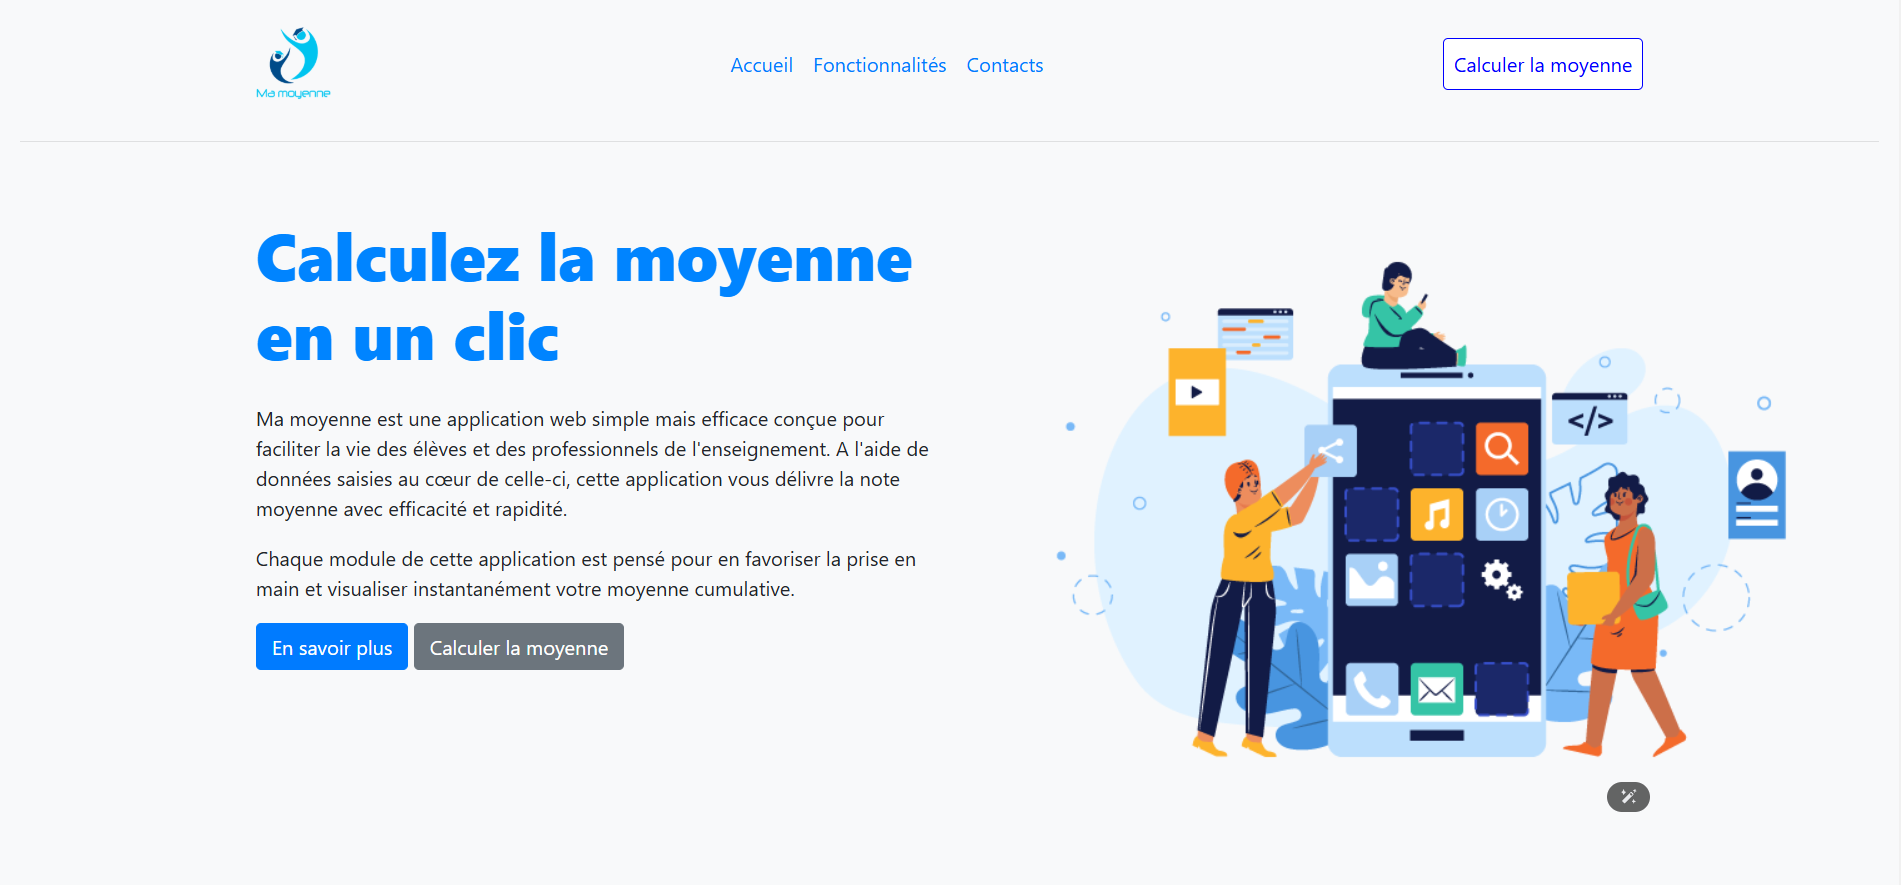 Ma moyenne
Accueil Fonctionnalités Contacts
Calculer la moyenne
Calculez la moyenne
en un clic
Ma moyenne est une application web simple mais efficace conçue pour
faciliter la vie des élèves et des professionnels de l'enseignement. A l'aide de
données saisies au cœur de celle-ci, cette application vous délivre la note
moyenne avec efficacité et rapidité.
Chaque module de cette application est pensé pour en favoriser la prise en
main et visualiser instantanément votre moyenne cumulative.
En savoir plus Calculer la moyenne
</>